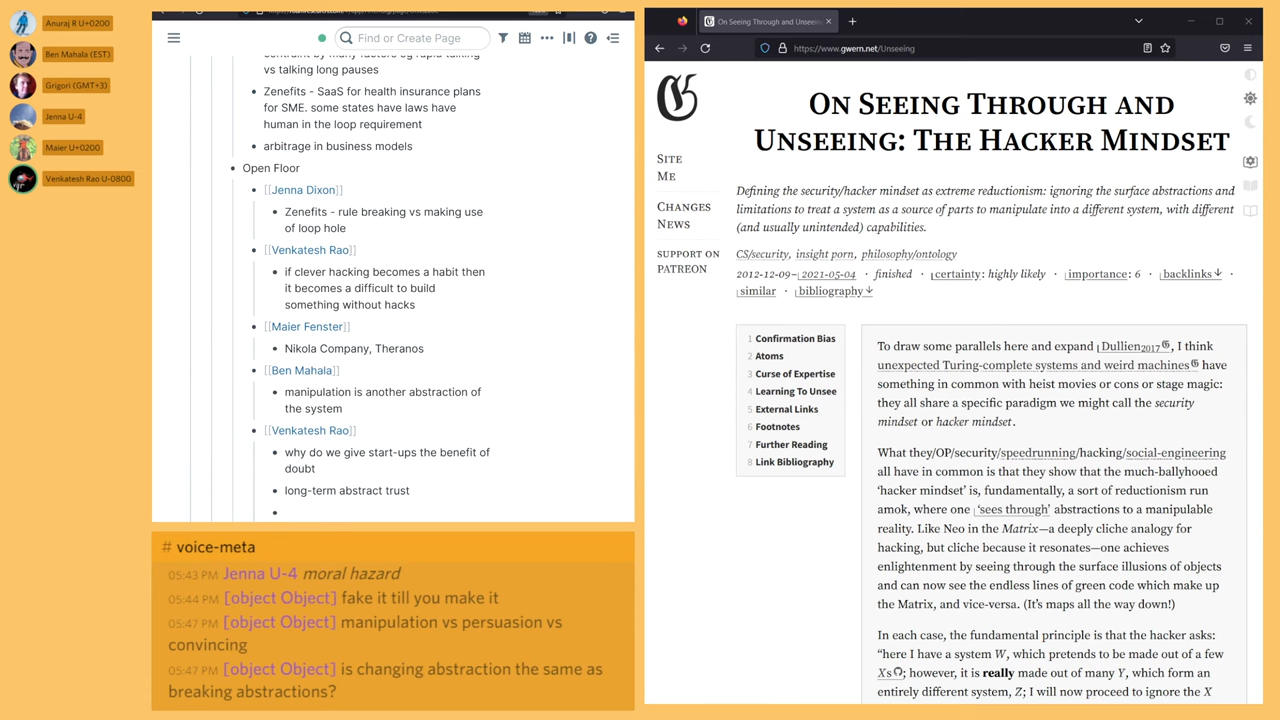 Anuraj R U+0200
Ben Mahala (EST)
Grigori (GMT+3)
Jenna U-4
Maier U+0200
Venkatesh Rao U-0800
Find or Create Page
vs talking long pauses
Zenefits - SaaS for health insurance plans
for SME. some states have laws have
human in the loop requirement
arbitrage in business models
Open Floor
[[Jenna Dixon]]
Zenefits - rule breaking vs making use
of loop hole
[[Venkatesh Rao]]
if clever hacking becomes a habit then
it becomes a difficult to build
something without hacks
[[Maier Fenster]]
Nikola Company, Theranos
[[Ben Mahala]]
manipulation is another abstraction of
the system
[[Venkatesh Rao]]
why do we give start-ups the benefit of
doubt
long-term abstract trust
# voice-meta
05:43 PM Jenna U-4 moral hazard
05:44 PM [object Object] fake it till you make it
05:47 PM [object Object] manipulation vs persuasion vs
convincing
05:47 PM [object Object] is changing abstraction the same as
breaking abstractions?
On Seeing Through and Unseein
https://www.gwern.net/Unseeing
On Seeing Through and
Unseeing: The Hacker Mindset
Site
Me
Changes
News
Support on
Patreon
Defining the security/hacker mindset as extreme reductionism: ignoring the surface abstractions and
limitations to treat a system as a source of parts to manipulate into a different system, with different
(and usually unintended) capabilities.
CS/security, insight porn, philosophy/ontology
2012-12-09–2021-05-04 · finished · certainty: highly likely · importance: 6 · backlinks ·
similar · bibliography
1 Confirmation Bias
2 Atoms
3 Curse of Expertise
4 Learning To Unsee
5 External Links
6 Footnotes
7 Further Reading
8 Link Bibliography
To draw some parallels here and expand Dullien2017, I think
unexpected Turing-complete systems and weird machines have
something in common with heist movies or cons or stage magic:
they all share a specific paradigm we might call the security
mindset or hacker mindset.
What they/OP/security/speedrunning/hacking/social-engineering
all have in common is that they show that the much-ballyhooed
‘hacker mindset’ is, fundamentally, a sort of reductionism run
amok, where one ‘sees through’ abstractions to a manipulable
reality. Like Neo in the Matrix—a deeply cliche analogy for
hacking, but cliche because it resonates—one achieves
enlightenment by seeing through the surface illusions of objects
and can now see the endless lines of green code which make up
the Matrix, and vice-versa. (It’s maps all the way down!)
In each case, the fundamental principle is that the hacker asks:
“here I have a system W, which pretends to be made out of a few
Xs; however, it is really made out of many Y, which form an
entirely different system, Z; I will now proceed to ignore the X